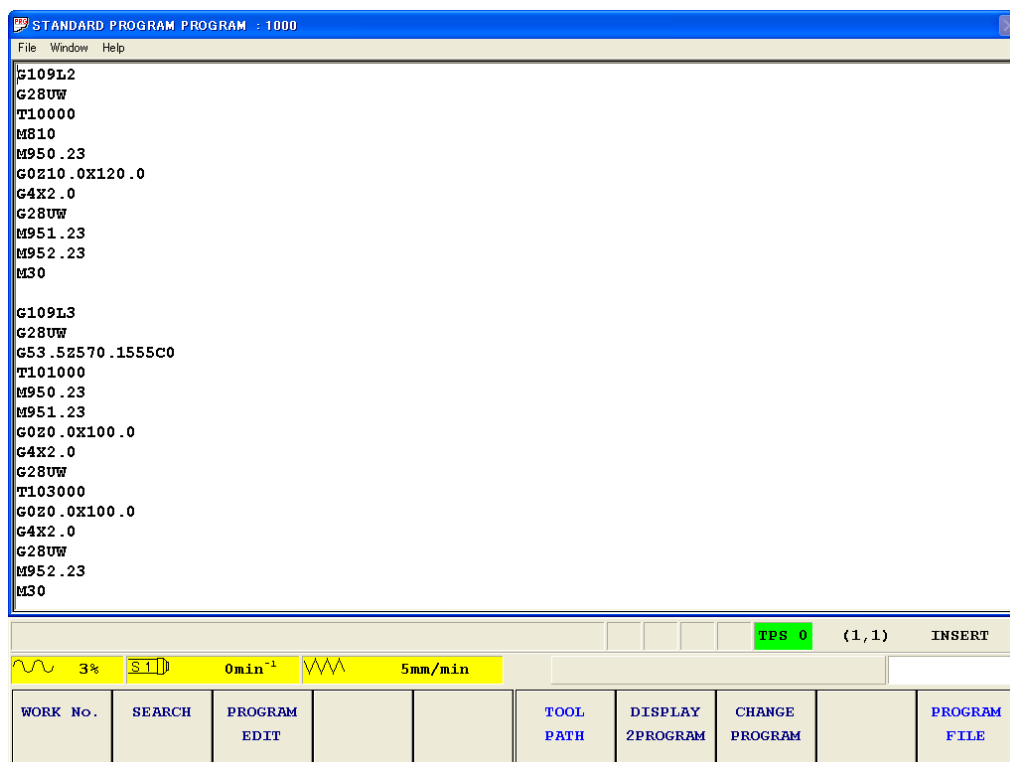 PRG STANDARD PROGRAM PROGRAM : 1000
File Window Help
G109L2
G28UW
T10000
M810
M950.23
G0Z10.0X120.0
G4X2.0
G28UW
M951.23
M952.23
M30
G109L3
G28UW
G53.5Z570.1555C0
T101000
M950.23
M951.23
G0Z0.0X100.0
G4X2.0
G28UW
T103000
G0Z0.0X100.0
G4X2.0
G28UW
M952.23
M30
TPS 0 (1,1) INSERT
3% S1 0min⁻¹ 5mm/min
WORK No. SEARCH PROGRAM EDIT TOOL PATH DISPLAY 2PROGRAM CHANGE PROGRAM PROGRAM FILE